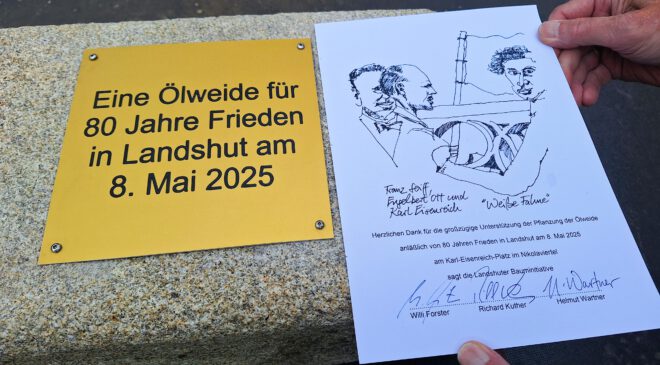 Eine Ölweide für
80 Jahre Frieden
in Landshut am
8. Mai 2025
Franz Seiff,
Engelbert Ott und
Karl Eisenreich
"Weiße Fahne"
Herzlichen Dank für die großzügige Unterstützung der Pflanzung der Ölweide
anläßlich von 80 Jahren Frieden in Landshut am 8. Mai 2025
am Karl-Eisenreich-Platz im Nikolaviertel
sagt die Landshuter Bauminitiative
H. Wartner
Willi Forster Richard Kuther Helmut Wartner